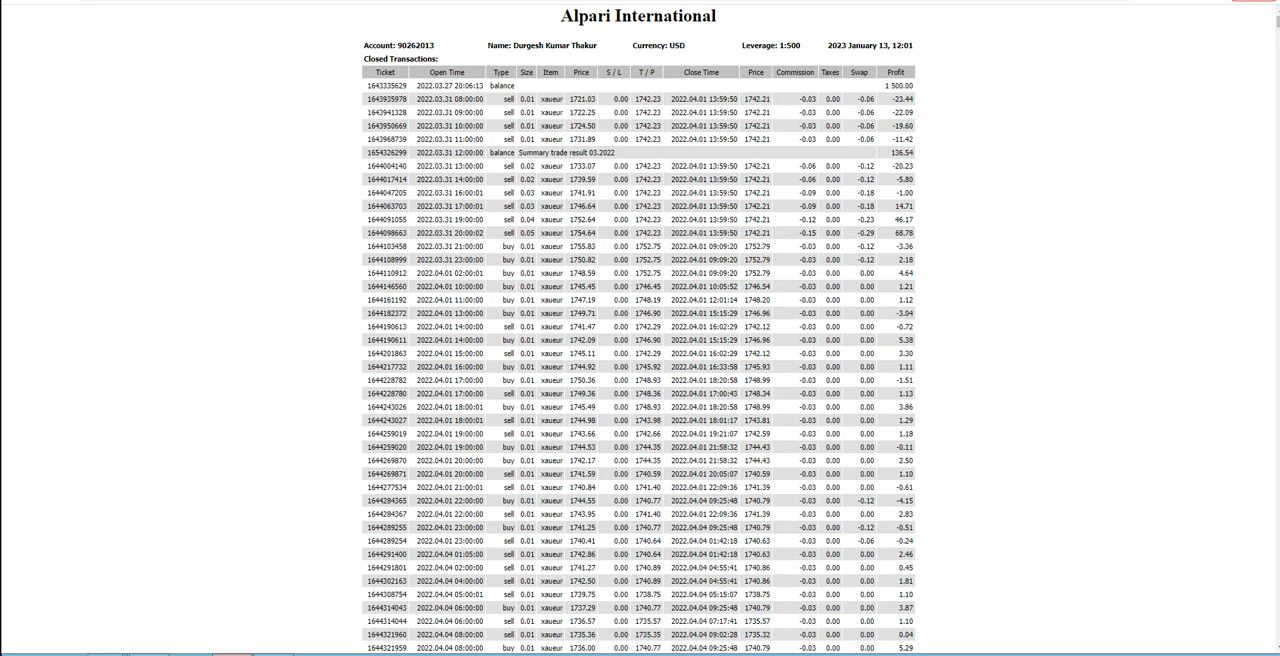 Alpari International
Account: 90262013 Name: Durgesh Kumar Thakur Currency: USD Leverage: 1:500 2023 January 13, 12:01
Closed Transactions:
Ticket Open Time Type Size Item Price S / L T / P Close Time Price Commission Taxes Swap Profit
1643335629 2022.03.27 20:06:13 balance 1 500.00
1643935978 2022.03.31 08:00:00 sell 0.01 xaueur 1721.03 0.00 1742.23 2022.04.01 13:59:50 1742.21 -0.03 0.00 -0.06 -23.44
1643941328 2022.03.31 09:00:00 sell 0.01 xaueur 1722.25 0.00 1742.23 2022.04.01 13:59:50 1742.21 -0.03 0.00 -0.06 -22.09
1643950669 2022.03.31 10:00:00 sell 0.01 xaueur 1724.50 0.00 1742.23 2022.04.01 13:59:50 1742.21 -0.03 0.00 -0.06 -19.60
1643968739 2022.03.31 11:00:00 sell 0.01 xaueur 1731.89 0.00 1742.23 2022.04.01 13:59:50 1742.21 -0.03 0.00 -0.06 -11.42
1654326299 2022.03.31 12:00:00 balance Summary trade result 03.2022 136.54
1644004140 2022.03.31 13:00:00 sell 0.02 xaueur 1733.07 0.00 1742.23 2022.04.01 13:59:50 1742.21 -0.06 0.00 -0.12 -20.23
1644017414 2022.03.31 14:00:00 sell 0.02 xaueur 1739.59 0.00 1742.23 2022.04.01 13:59:50 1742.21 -0.06 0.00 -0.12 -5.80
1644047205 2022.03.31 16:00:01 sell 0.03 xaueur 1741.91 0.00 1742.23 2022.04.01 13:59:50 1742.21 -0.09 0.00 -0.18 -1.00
1644063703 2022.03.31 17:00:01 sell 0.03 xaueur 1746.64 0.00 1742.23 2022.04.01 13:59:50 1742.21 -0.09 0.00 -0.18 14.71
1644091055 2022.03.31 19:00:00 sell 0.04 xaueur 1752.64 0.00 1742.23 2022.04.01 13:59:50 1742.21 -0.12 0.00 -0.23 46.17
1644098663 2022.03.31 20:00:02 sell 0.05 xaueur 1754.64 0.00 1742.23 2022.04.01 13:59:50 1742.21 -0.15 0.00 -0.29 68.78
1644103458 2022.03.31 21:00:00 buy 0.01 xaueur 1755.83 0.00 1752.75 2022.04.01 09:09:20 1752.79 -0.03 0.00 -0.12 -3.36
1644108999 2022.03.31 23:00:00 buy 0.01 xaueur 1750.82 0.00 1752.75 2022.04.01 09:09:20 1752.79 -0.03 0.00 -0.12 2.18
1644110912 2022.04.01 02:00:01 buy 0.01 xaueur 1748.59 0.00 1752.75 2022.04.01 09:09:20 1752.79 -0.03 0.00 0.00 4.64
1644146560 2022.04.01 10:00:00 buy 0.01 xaueur 1745.45 0.00 1746.45 2022.04.01 10:05:52 1746.54 -0.03 0.00 0.00 1.21
1644161192 2022.04.01 11:00:00 buy 0.01 xaueur 1747.19 0.00 1748.19 2022.04.01 12:01:14 1748.20 -0.03 0.00 0.00 1.12
1644182372 2022.04.01 13:00:00 buy 0.01 xaueur 1749.71 0.00 1746.90 2022.04.01 15:15:29 1746.96 -0.03 0.00 0.00 -3.04
1644190613 2022.04.01 14:00:00 sell 0.01 xaueur 1741.47 0.00 1742.29 2022.04.01 16:02:29 1742.12 -0.03 0.00 0.00 -0.72
1644190611 2022.04.01 14:00:00 buy 0.01 xaueur 1742.09 0.00 1746.90 2022.04.01 15:15:29 1746.96 -0.03 0.00 0.00 5.38
1644201863 2022.04.01 15:00:00 sell 0.01 xaueur 1745.11 0.00 1742.29 2022.04.01 16:02:29 1742.12 -0.03 0.00 0.00 3.30
1644217732 2022.04.01 16:00:00 buy 0.01 xaueur 1744.92 0.00 1745.92 2022.04.01 16:33:58 1745.93 -0.03 0.00 0.00 1.11
1644228782 2022.04.01 17:00:00 buy 0.01 xaueur 1750.36 0.00 1748.93 2022.04.01 18:20:58 1748.99 -0.03 0.00 0.00 -1.51
1644228780 2022.04.01 17:00:00 sell 0.01 xaueur 1749.36 0.00 1748.36 2022.04.01 17:00:43 1748.34 -0.03 0.00 0.00 1.13
1644243026 2022.04.01 18:00:01 buy 0.01 xaueur 1745.49 0.00 1748.93 2022.04.01 18:20:58 1748.99 -0.03 0.00 0.00 3.86
1644243027 2022.04.01 18:00:01 sell 0.01 xaueur 1744.98 0.00 1743.98 2022.04.01 18:01:17 1743.81 -0.03 0.00 0.00 1.29
1644259019 2022.04.01 19:00:00 sell 0.01 xaueur 1743.66 0.00 1742.66 2022.04.01 19:21:07 1742.59 -0.03 0.00 0.00 1.18
1644259020 2022.04.01 19:00:00 buy 0.01 xaueur 1744.53 0.00 1744.35 2022.04.01 21:58:32 1744.43 -0.03 0.00 0.00 -0.11
1644269870 2022.04.01 20:00:00 buy 0.01 xaueur 1742.17 0.00 1744.35 2022.04.01 21:58:32 1744.43 -0.03 0.00 0.00 2.50
1644269871 2022.04.01 20:00:00 sell 0.01 xaueur 1741.59 0.00 1740.59 2022.04.01 20:05:07 1740.59 -0.03 0.00 0.00 1.10
1644277534 2022.04.01 21:00:01 sell 0.01 xaueur 1740.84 0.00 1741.40 2022.04.01 22:09:36 1741.39 -0.03 0.00 0.00 -0.61
1644284365 2022.04.01 22:00:00 buy 0.01 xaueur 1744.55 0.00 1740.77 2022.04.04 09:25:48 1740.79 -0.03 0.00 -0.12 -4.15
1644284367 2022.04.01 22:00:00 sell 0.01 xaueur 1743.95 0.00 1741.40 2022.04.01 22:09:36 1741.39 -0.03 0.00 0.00 2.83
1644289255 2022.04.01 23:00:00 buy 0.01 xaueur 1741.25 0.00 1740.77 2022.04.04 09:25:48 1740.79 -0.03 0.00 -0.12 -0.51
1644289254 2022.04.01 23:00:00 sell 0.01 xaueur 1740.41 0.00 1740.64 2022.04.04 01:42:18 1740.63 -0.03 0.00 -0.06 -0.24
1644291400 2022.04.04 01:05:00 sell 0.01 xaueur 1742.86 0.00 1740.64 2022.04.04 01:42:18 1740.63 -0.03 0.00 0.00 2.46
1644291801 2022.04.04 02:00:00 sell 0.01 xaueur 1741.27 0.00 1740.89 2022.04.04 04:55:41 1740.86 -0.03 0.00 0.00 0.45
1644302163 2022.04.04 04:00:00 sell 0.01 xaueur 1742.50 0.00 1740.89 2022.04.04 04:55:41 1740.86 -0.03 0.00 0.00 1.81
1644308754 2022.04.04 05:00:01 sell 0.01 xaueur 1739.75 0.00 1738.75 2022.04.04 05:15:07 1738.75 -0.03 0.00 0.00 1.10
1644314043 2022.04.04 06:00:00 buy 0.01 xaueur 1737.29 0.00 1740.77 2022.04.04 09:25:48 1740.79 -0.03 0.00 0.00 3.87
1644314044 2022.04.04 06:00:00 sell 0.01 xaueur 1736.57 0.00 1735.57 2022.04.04 07:17:41 1735.57 -0.03 0.00 0.00 1.10
1644321960 2022.04.04 08:00:00 sell 0.01 xaueur 1735.36 0.00 1735.35 2022.04.04 09:02:28 1735.32 -0.03 0.00 0.00 0.04
1644321959 2022.04.04 08:00:00 buy 0.01 xaueur 1736.00 0.00 1740.77 2022.04.04 09:25:48 1740.79 -0.03 0.00 0.00 5.29